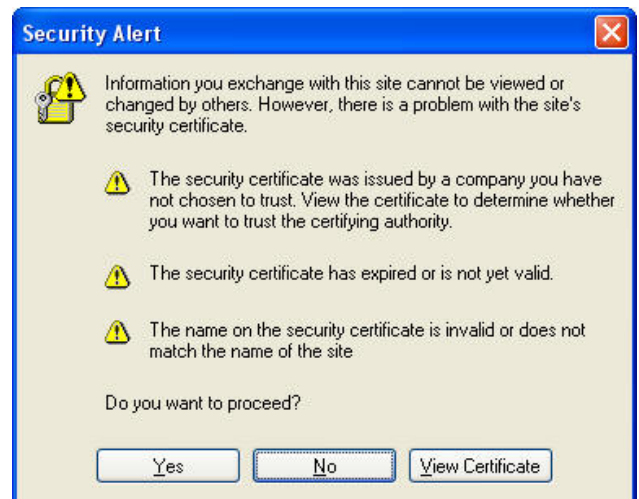 Security Alert
Information you exchange with this site cannot be viewed or
changed by others. However, there is a problem with the site's
security certificate.
The security certificate was issued by a company you have
not chosen to trust. View the certificate to determine whether
you want to trust the certifying authority.
The security certificate has expired or is not yet valid.
The name on the security certificate is invalid or does not
match the name of the site
Do you want to proceed?
Yes No View Certificate